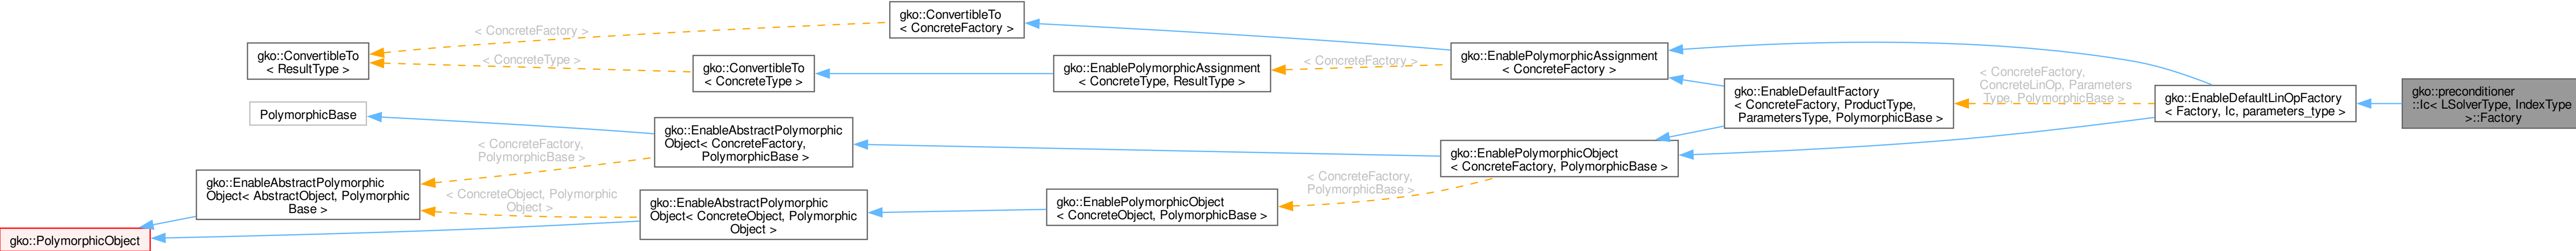 gko::ConvertibleTo
< ConcreteFactory >
< ConcreteFactory >
gko::ConvertibleTo
< ResultType >
< ConcreteType >
gko::ConvertibleTo
< ConcreteType >
gko::EnablePolymorphicAssignment
< ConcreteType, ResultType >
< ConcreteFactory >
gko::EnablePolymorphicAssignment
< ConcreteFactory >
PolymorphicBase
gko::EnableDefaultFactory
< ConcreteFactory, ProductType,
ParametersType, PolymorphicBase >
< ConcreteFactory,
ConcreteLinOp, Parameters
Type, PolymorphicBase >
gko::EnableDefaultLinOpFactory
< Factory, Ic, parameters_type >
gko::preconditioner
::Ic< LSolverType, IndexType
>::Factory
gko::EnableAbstractPolymorphic
Object< ConcreteFactory,
PolymorphicBase >
< ConcreteFactory,
PolymorphicBase >
gko::EnablePolymorphicObject
< ConcreteFactory, PolymorphicBase >
gko::EnableAbstractPolymorphic
Object< AbstractObject, Polymorphic
Base >
< ConcreteObject, Polymorphic
Object >
gko::EnableAbstractPolymorphic
Object< ConcreteObject, Polymorphic
Object >
gko::EnablePolymorphicObject
< ConcreteObject, PolymorphicBase >
< ConcreteFactory,
PolymorphicBase >
gko::PolymorphicObject